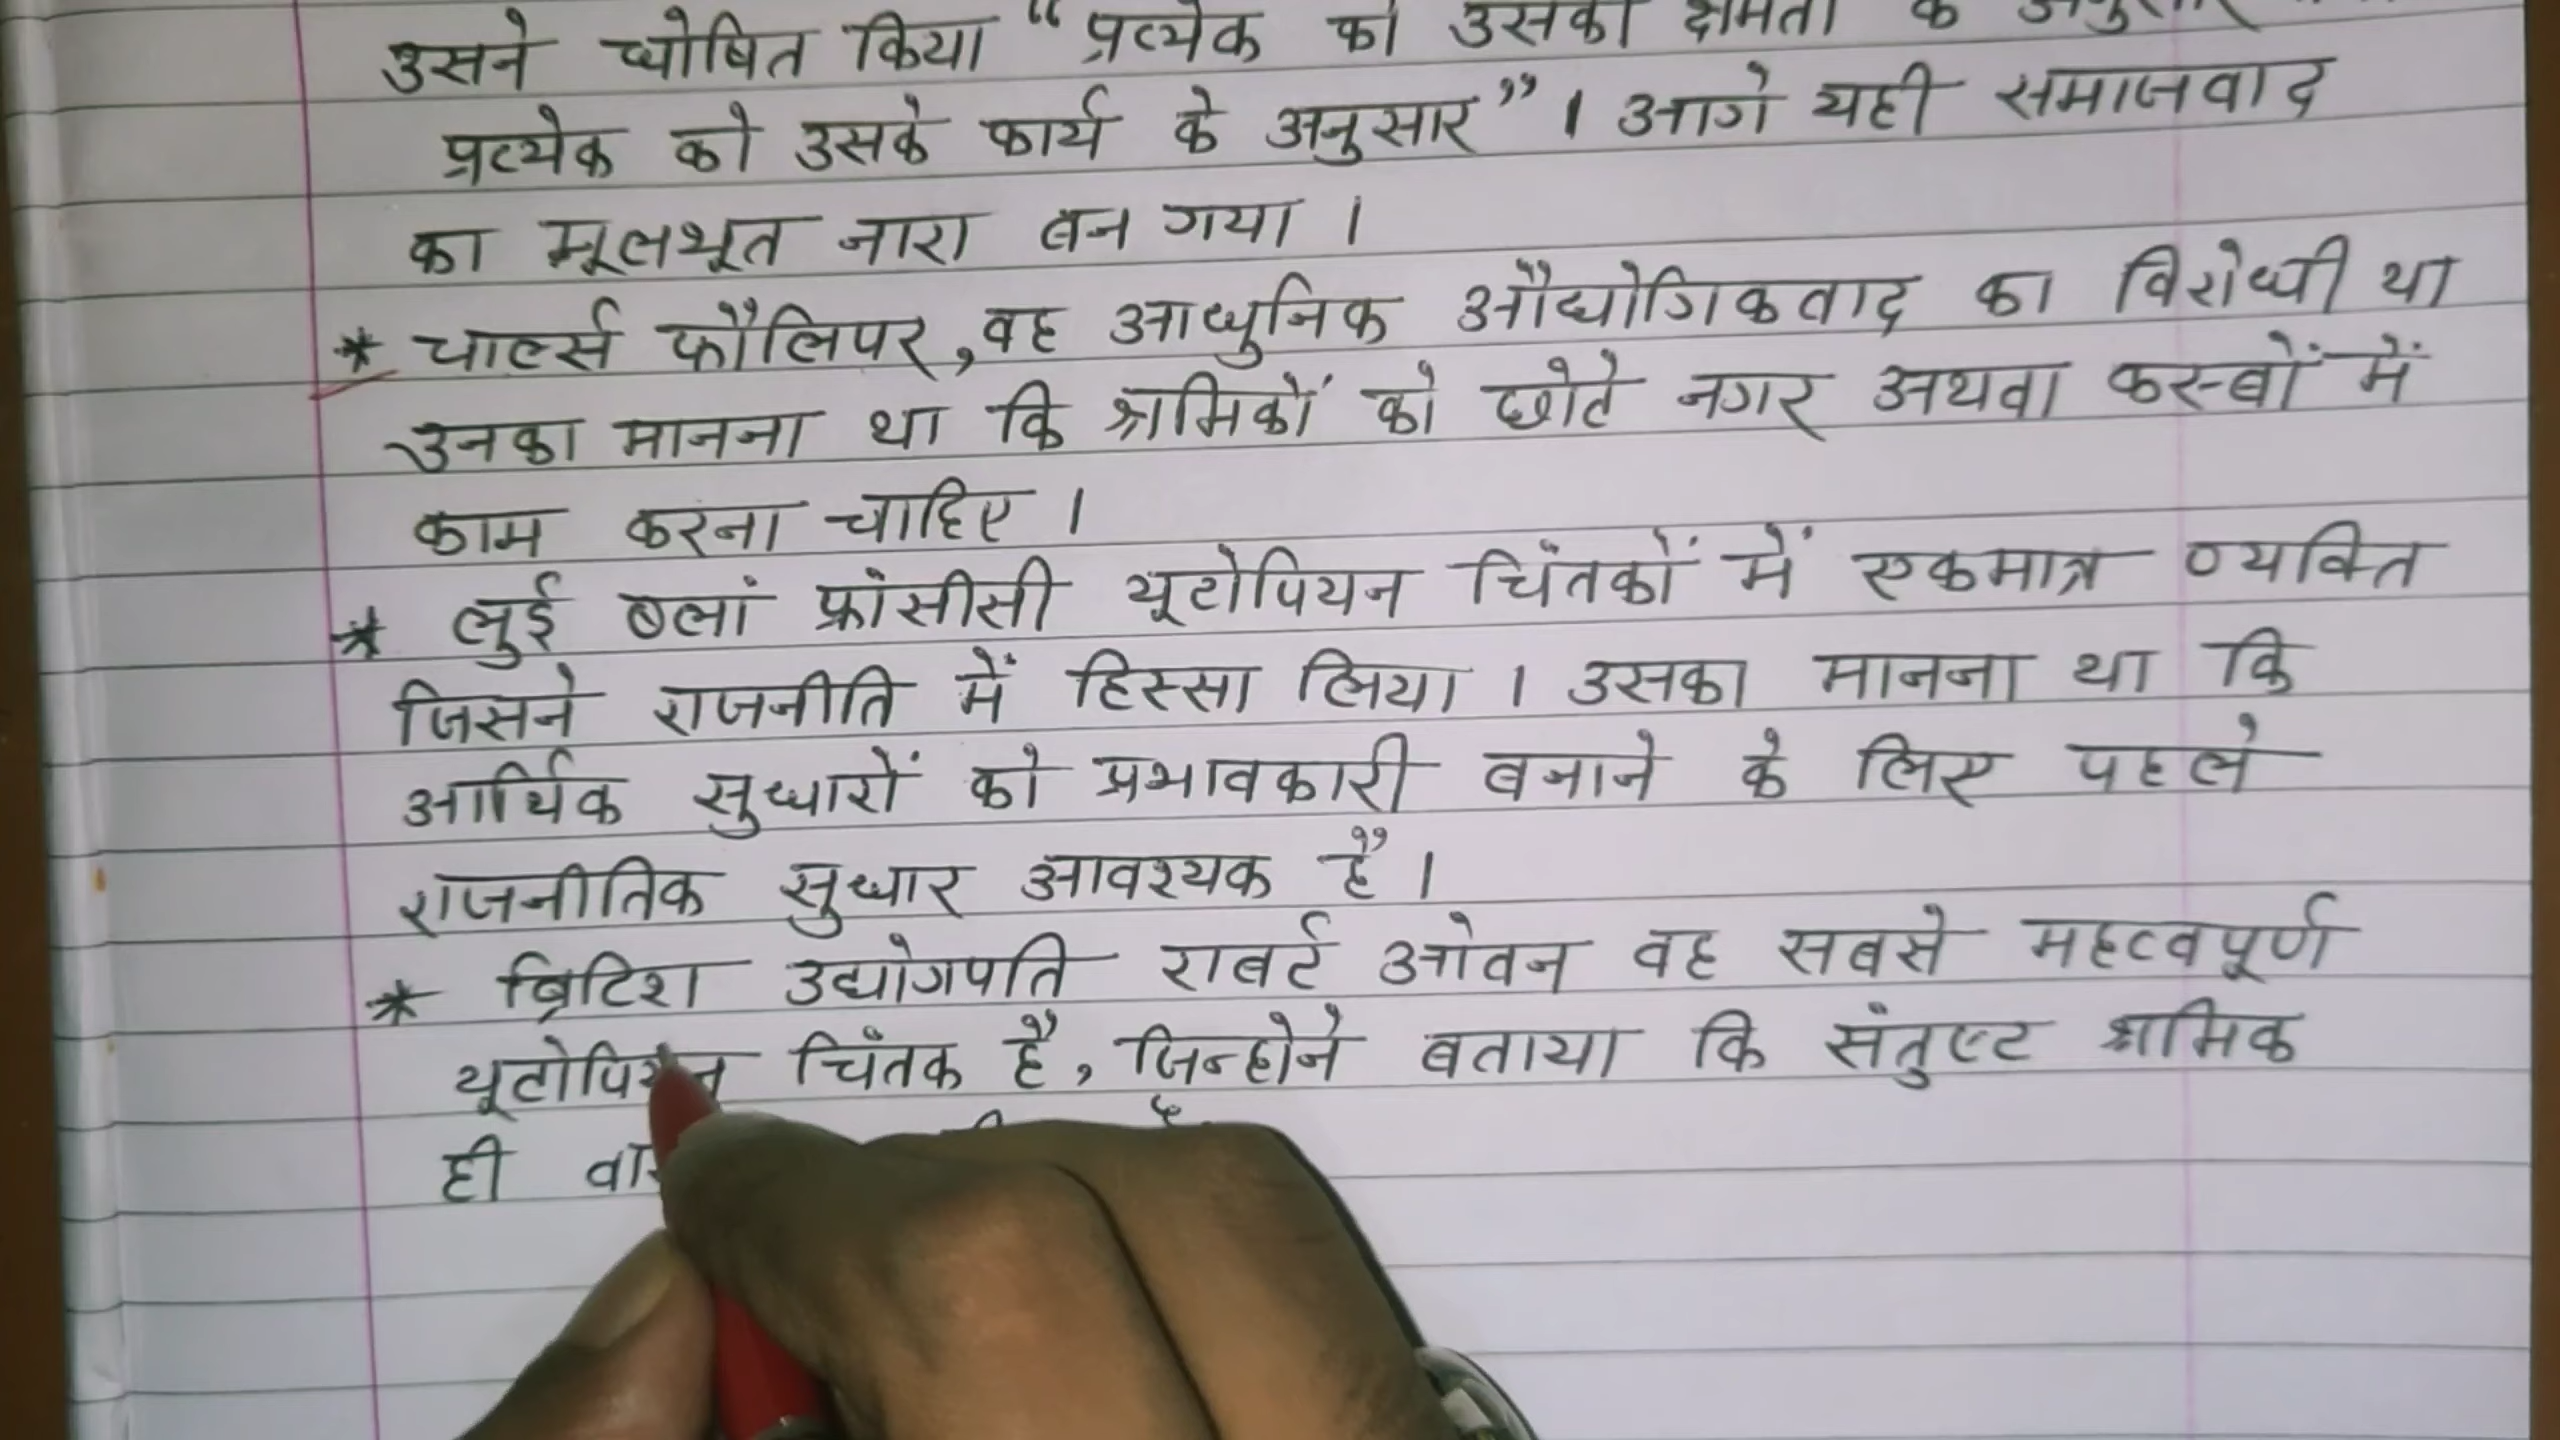 उसने घोषित किया “प्रत्येक को उसकी क्षमता के अनुसार
प्रत्येक को उसके कार्य के अनुसार”। आगे यही समाजवाद
का मूलभूत नारा बन गया ।
* चार्ल्स फौलिपर, वह आधुनिक औद्योगिकवाद का विरोधी था
उनका मानना था कि श्रमिकों को छोटे नगर अथवा कस्बों में
काम करना चाहिए ।
* लुई ब्लां फ्रांसीसी यूटोपियन चिंतकों में एकमात्र व्यक्ति
जिसने राजनीति में हिस्सा लिया । उसका मानना था कि
आर्थिक सुधारों को प्रभावकारी बनाने के लिए पहले
राजनीतिक सुधार आवश्यक है ।
* ब्रिटिश उद्योगपति राबर्ट ओवन वह सबसे महत्वपूर्ण
यूटोपियन चिंतक है, जिन्होने बताया कि संतुष्ट श्रमिक
ही